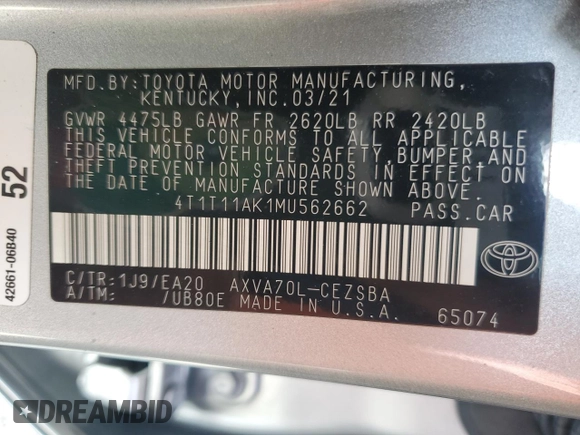 MFD.BY:TOYOTA MOTOR MANUFACTURING,
KENTUCKY,INC.03/21
GVWR 4475LB GAWR FR 2620LB RR 2420LB
THIS VEHICLE CONFORMS TO ALL APPLICABLE
FEDERAL MOTOR VEHICLE SAFETY,BUMPER,AND
THEFT PREVENTION STANDARDS IN EFFECT ON
THE DATE OF MANUFACTURE SHOWN ABOVE.
4T1T11AK1MU562662 PASS.CAR
C/TR:1J9/EA20 AXVA70L-CEZSBA
A/TM: /UB80E MADE IN U.S.A. 65074
52
42661-06B40
DREAMBID